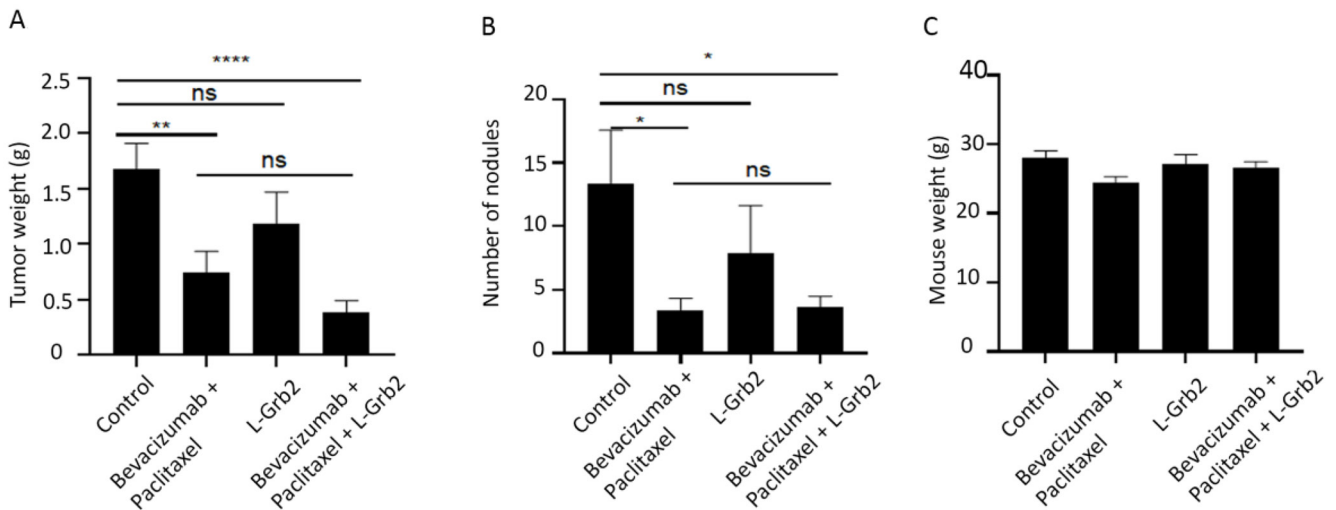 A
****
ns
**
ns
Tumor weight (g)
2.5
2.0
1.5
1.0
0.5
0
Control
Bevacizumab +
Paclitaxel
L-Grb2
Bevacizumab +
Paclitaxel + L-Grb2
B
*
ns
*
ns
Number of nodules
20
15
10
5
0
Control
Bevacizumab +
Paclitaxel
L-Grb2
Bevacizumab +
Paclitaxel + L-Grb2
C
Mouse weight (g)
40
30
20
10
0
Control
Bevacizumab +
Paclitaxel
L-Grb2
Bevacizumab +
Paclitaxel + L-Grb2